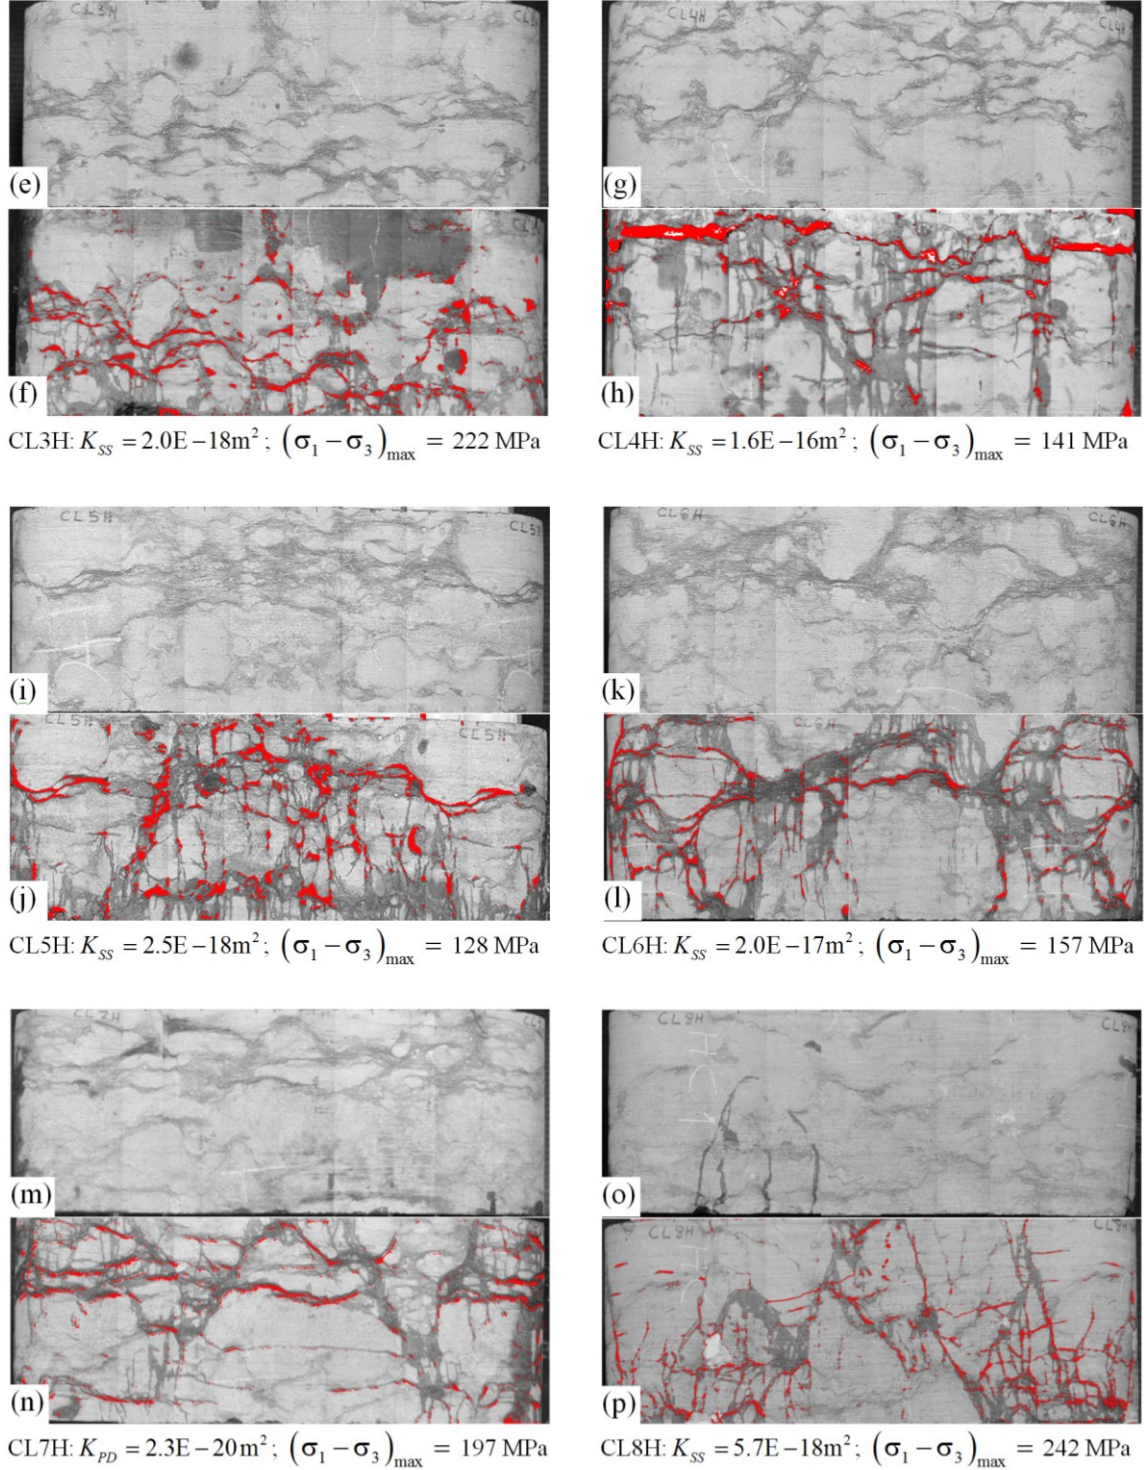 CL3H CL3
(e)
CL4H CL4H
(g)
(f)
(h)
CL3H: K_SS = 2.0E−18m²; (σ₁ − σ₃)max = 222 MPa
CL4H: K_SS = 1.6E−16m²; (σ₁ − σ₃)max = 141 MPa
CL5H CL5H
(i)
CL6H CL6H
(k)
CL5H CL5H
(j)
CL6H
(l)
CL5H: K_SS = 2.5E−18m²; (σ₁ − σ₃)max = 128 MPa
CL6H: K_SS = 2.0E−17m²; (σ₁ − σ₃)max = 157 MPa
CL7H
(m)
CL8H CL8H
(o)
(n)
CL8H CL8H
(p)
CL7H: K_PD = 2.3E−20m²; (σ₁ − σ₃)max = 197 MPa
CL8H: K_SS = 5.7E−18m²; (σ₁ − σ₃)max = 242 MPa